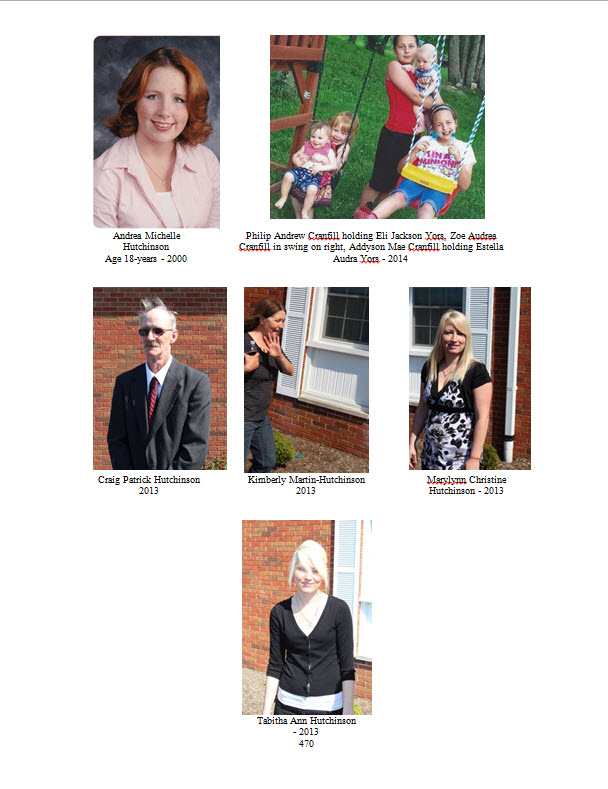 MINION!
Andrea Michelle
Hutchinson
Age 18-years - 2000
Philip Andrew Cranfill holding Eli Jackson Yors, Zoe Audrea
Cranfill in swing on right, Addyson Mae Cranfill holding Estella
Audra Yors - 2014
Craig Patrick Hutchinson
2013
Kimberly Martin-Hutchinson
2013
Marylynn Christine
Hutchinson - 2013
Tabitha Ann Hutchinson
- 2013
470